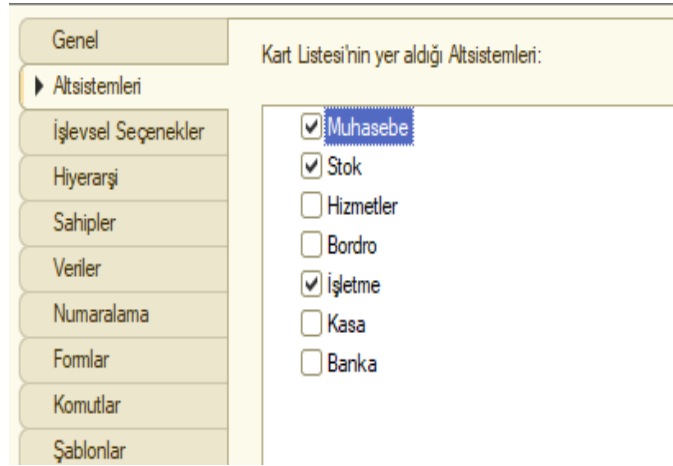 Genel
Altsistemleri
İşlevsel Seçenekler
Hiyerarşi
Sahipler
Veriler
Numaralama
Formlar
Komutlar
Şablonlar
Kart Listesi'nin yer aldığı Altsistemleri:
Muhasebe
Stok
Hizmetler
Bordro
İşletme
Kasa
Banka